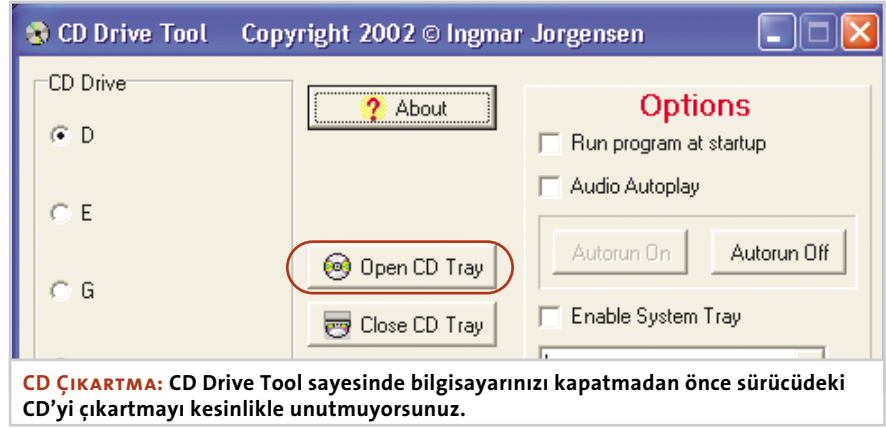 CD Drive Tool Copyright 2002 © Ingmar Jorgensen
CD Drive
D
E
G
? About
Open CD Tray
Close CD Tray
Options
Run program at startup
Audio Autoplay
Autorun On
Autorun Off
Enable System Tray
CD ÇIKARTMA: CD Drive Tool sayesinde bilgisayarınızı kapatmadan önce sürücüdeki
CD'yi çıkartmayı kesinlikle unutmuyorsunuz.